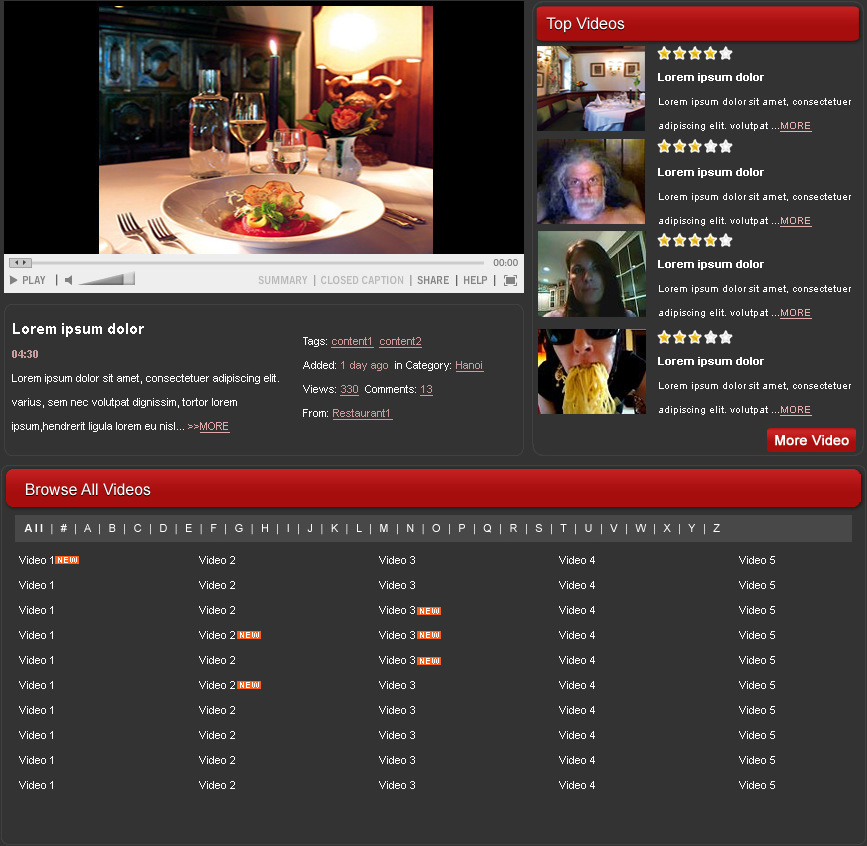 00:00
PLAY | SUMMARY | CLOSED CAPTION | SHARE | HELP |
Lorem ipsum dolor
04:30
Lorem ipsum dolor sit amet, consectetuer adipiscing elit.
varius, sem nec volutpat dignissim, tortor lorem
ipsum,hendrerit ligula lorem eu nisl... >>MORE
Tags: content1 content2
Added: 1 day ago in Category: Hanoi
Views: 330 Comments: 13
From: Restaurant1
Top Videos
Lorem ipsum dolor
Lorem ipsum dolor sit amet, consectetuer
adipiscing elit. volutpat ...MORE
Lorem ipsum dolor
Lorem ipsum dolor sit amet, consectetuer
adipiscing elit. volutpat ...MORE
Lorem ipsum dolor
Lorem ipsum dolor sit amet, consectetuer
adipiscing elit. volutpat ...MORE
Lorem ipsum dolor
Lorem ipsum dolor sit amet, consectetuer
adipiscing elit. volutpat ...MORE
More Video
Browse All Videos
All | # | A | B | C | D | E | F | G | H | I | J | K | L | M | N | O | P | Q | R | S | T | U | V | W | X | Y | Z
Video 1 NEW Video 2 Video 3 Video 4 Video 5
Video 1 Video 2 Video 3 Video 4 Video 5
Video 1 Video 2 Video 3 NEW Video 4 Video 5
Video 1 Video 2 NEW Video 3 NEW Video 4 Video 5
Video 1 Video 2 Video 3 NEW Video 4 Video 5
Video 1 Video 2 NEW Video 3 Video 4 Video 5
Video 1 Video 2 Video 3 Video 4 Video 5
Video 1 Video 2 Video 3 Video 4 Video 5
Video 1 Video 2 Video 3 Video 4 Video 5
Video 1 Video 2 Video 3 Video 4 Video 5